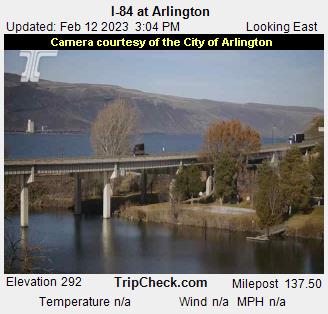 I-84 at Arlington
Updated: Feb 12 2023 3:04 PM Looking East
Camera courtesy of the City of Arlington
Elevation 292 TripCheck.com Milepost 137.50
Temperature n/a Wind n/a MPH n/a